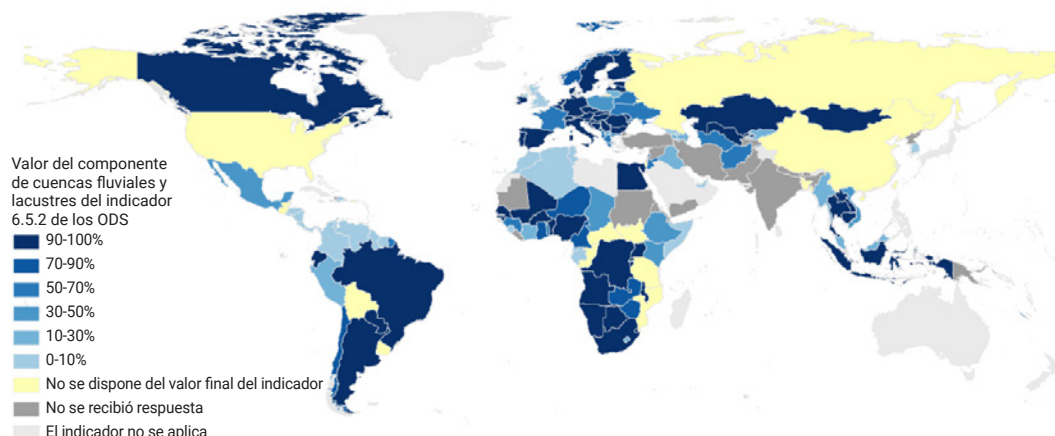 Valor del componente
de cuencas fluviales y
lacustres del indicador
6.5.2 de los ODS
90-100%
70-90%
50-70%
30-50%
10-30%
0-10%
No se dispone del valor final del indicador
No se recibió respuesta
El indicador no se aplica